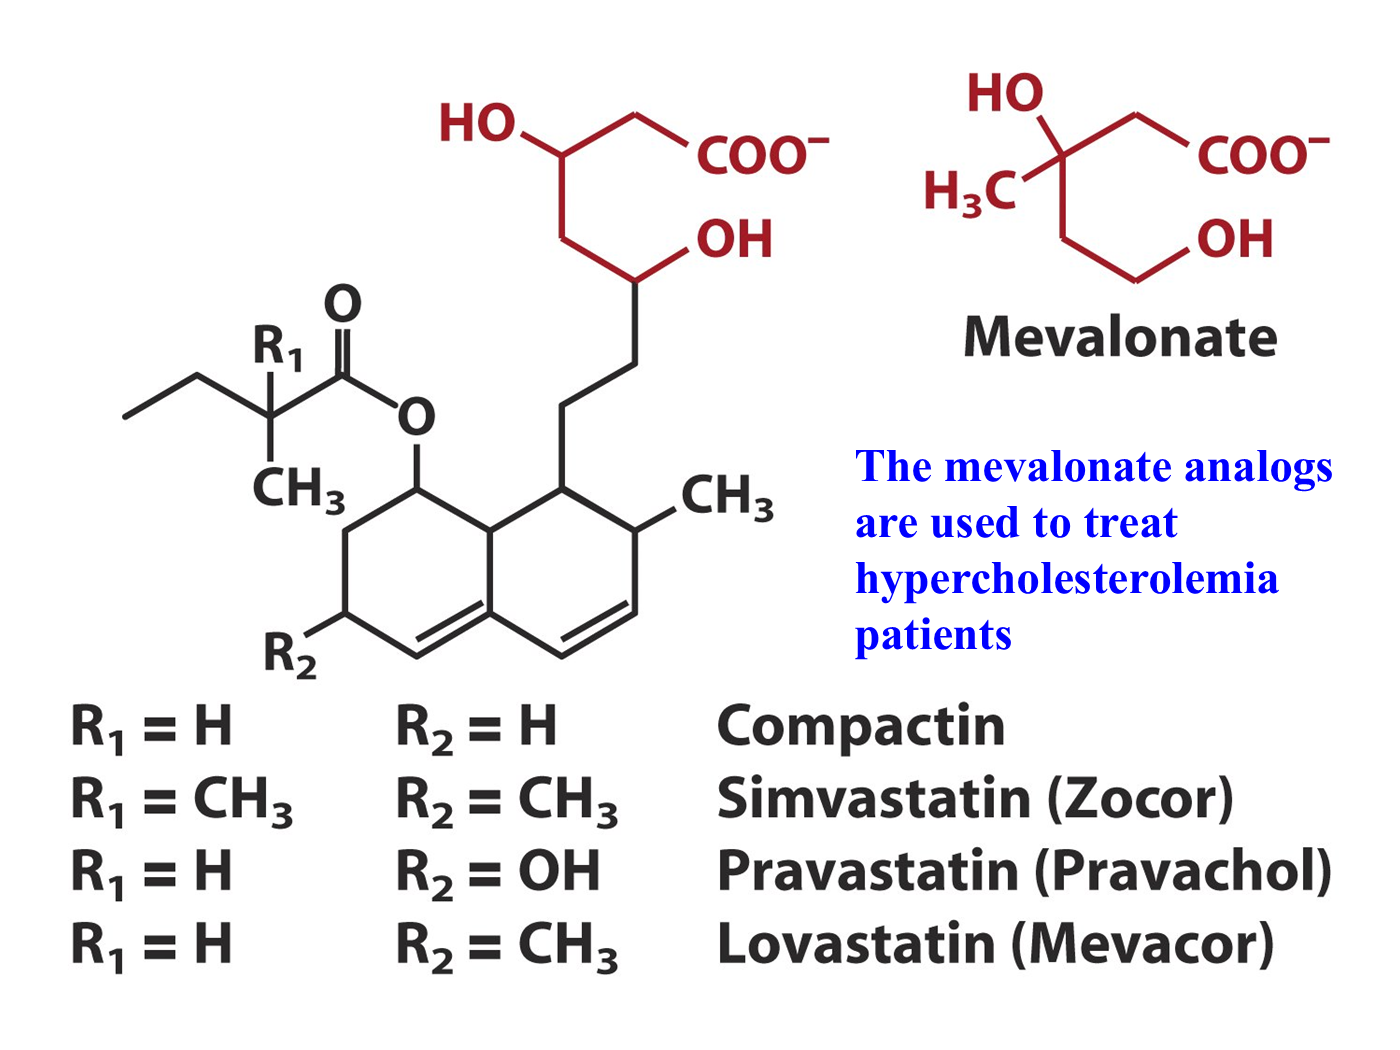 HO
COO⁻
OH
HO
H₃C
COO⁻
OH
Mevalonate
O
R₁
O
CH₃
CH₃
R₂
The mevalonate analogs
are used to treat
hypercholesterolemia
patients
R₁ = H R₂ = H Compactin
R₁ = CH₃ R₂ = CH₃ Simvastatin (Zocor)
R₁ = H R₂ = OH Pravastatin (Pravachol)
R₁ = H R₂ = CH₃ Lovastatin (Mevacor)